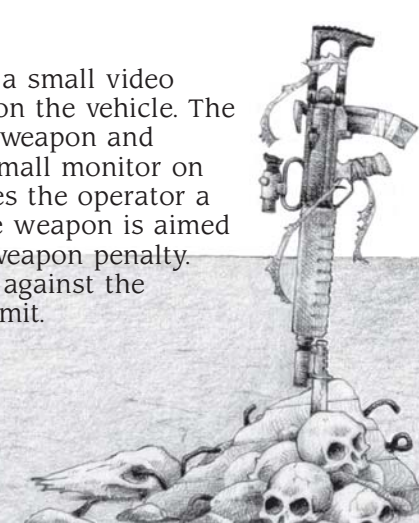 a small video
on the vehicle. The
weapon and
mall monitor on
es the operator a
e weapon is aimed
weapon penalty.
against the
mit.